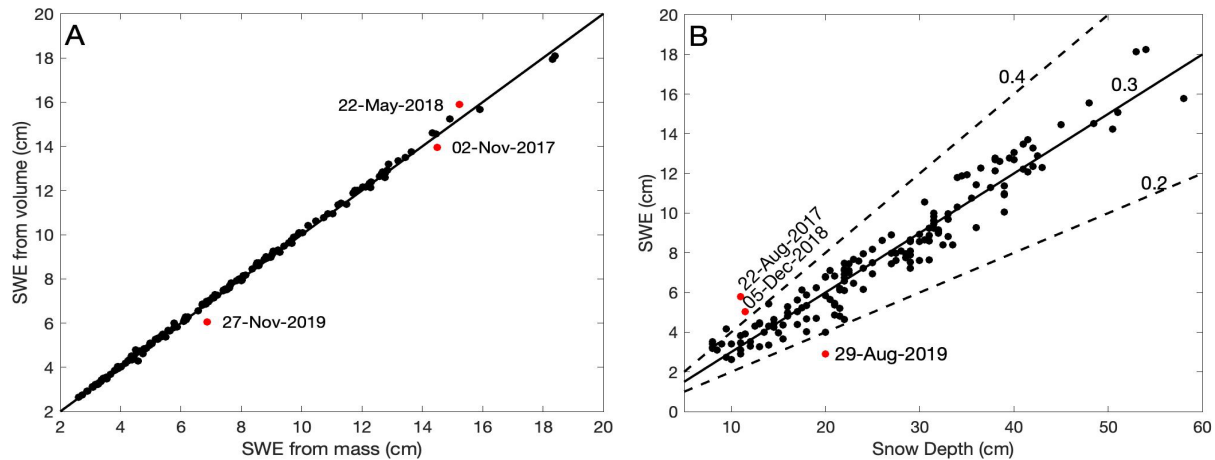 A
20
18
16
14
12
10
8
6
4
2
SWE from volume (cm)
22-May-2018
02-Nov-2017
27-Nov-2019
2 4 6 8 10 12 14 16 18 20
SWE from mass (cm)
B
20
18
16
14
12
10
8
6
4
2
0
SWE (cm)
0.4
0.3
0.2
22-Aug-2017
05-Dec-2018
29-Aug-2019
10 20 30 40 50 60
Snow Depth (cm)